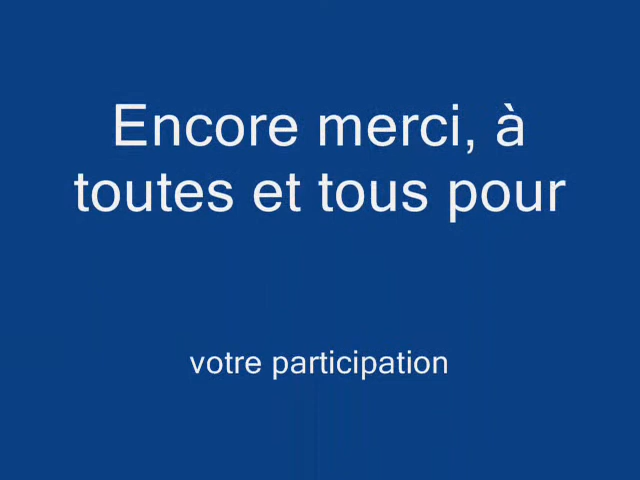 Encore merci, à
toutes et tous pour
votre participation